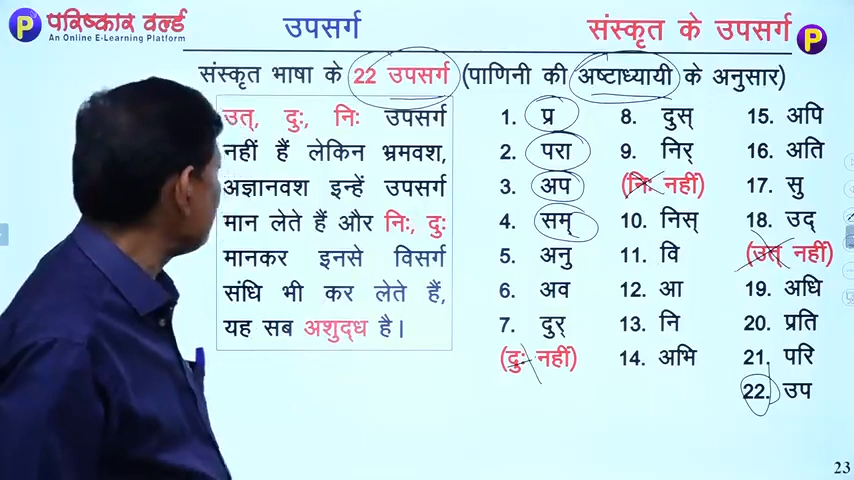 P परिष्कार वर्ल्ड
An Online E-Learning Platform
उपसर्ग
संस्कृत के उपसर्ग
P
संस्कृत भाषा के 22 उपसर्ग (पाणिनी की अष्टाध्यायी के अनुसार)
उत्, दुः, निः उपसर्ग
नहीं हैं लेकिन भ्रमवश,
अज्ञानवश इन्हें उपसर्ग
मान लेते हैं और निः, दुः
मानकर इनसे विसर्ग
संधि भी कर लेते हैं,
यह सब अशुद्ध है।
1. प्र
2. परा
3. अप
4. सम्
5. अनु
6. अव
7. दुर्
(दुः नहीं)
8. दुस्
9. निर्
(निः नहीं)
10. निस्
11. वि
12. आ
13. नि
14. अभि
15. अपि
16. अति
17. सु
18. उद्
(उत् नहीं)
19. अधि
20. प्रति
21. परि
22. उप
23